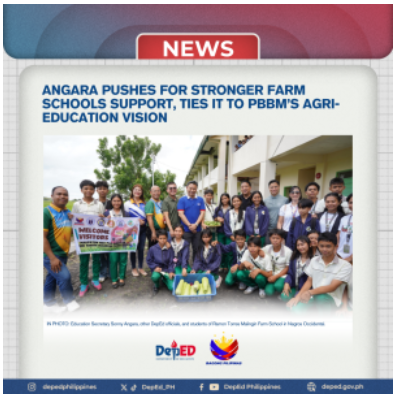 NEWS
ANGARA PUSHES FOR STRONGER FARM
SCHOOLS SUPPORT, TIES IT TO PBBM'S AGRI-
EDUCATION VISION
WELCOME
VISITORS
IN PHOTO: Education Secretary Sonny Angara, other DepEd officials, and students of Ramon Torres Malingin Farm School in Negros Occidental.
DepED
BAGONG PILIPINAS
depedphilippines
DepEd_PH
DepEd Philippines
deped.gov.ph